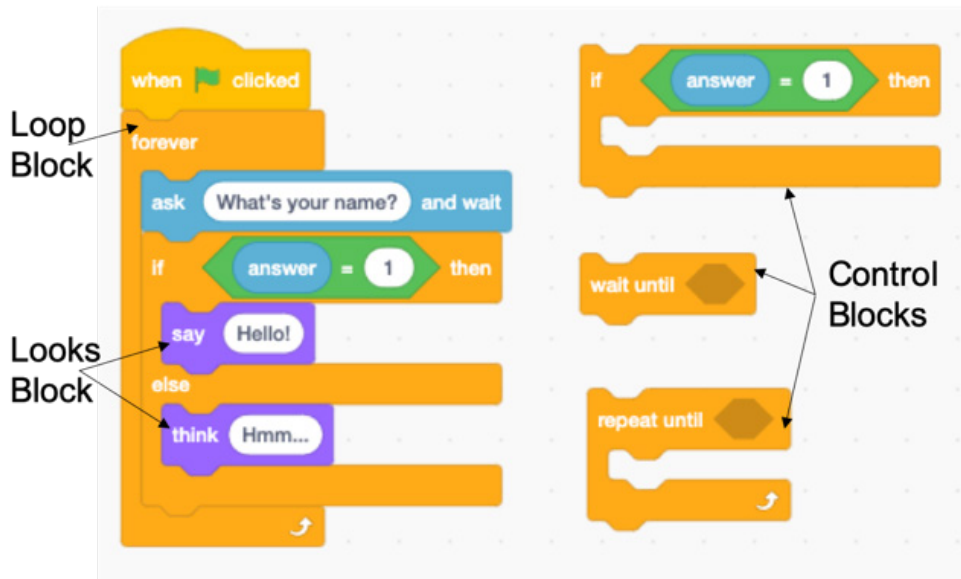 when clicked
forever
ask What's your name? and wait
if answer = 1 then
say Hello!
else
think Hmm...
Loop
Block
Looks
Block
if answer = 1 then
wait until
repeat until
Control
Blocks